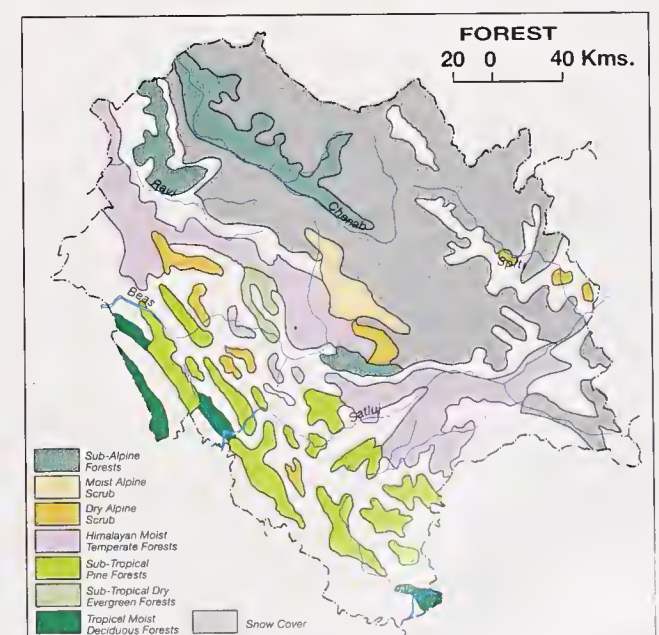 FOREST
20 0 40 Kms.
Ravi
Chenab
Spiti
Beas
Satluj
Sub-Alpine
Forests
Moist Alpine
Scrub
Dry Alpine
Scrub
Himalayan Moist
Temperate Forests
Sub-Tropical
Pine Forests
Sub-Tropical Dry
Evergreen Forests
Tropical Moist
Deciduous Forests
Snow Cover